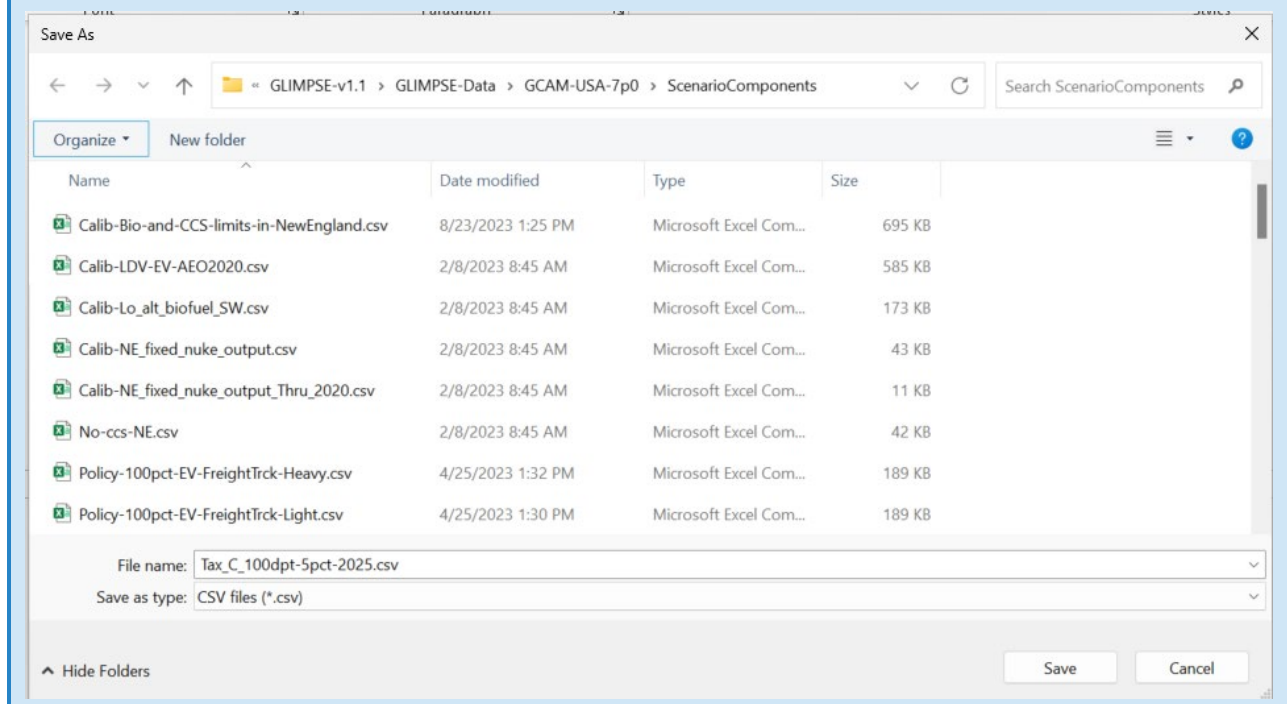 Save As
« GLIMPSE-v1.1 > GLIMPSE-Data > GCAM-USA-7p0 > ScenarioComponents Search ScenarioComponents
Organize New folder ?
Name Date modified Type Size
Calib-Bio-and-CCS-limits-in-NewEngland.csv 8/23/2023 1:25 PM Microsoft Excel Com... 695 KB
Calib-LDV-EV-AEO2020.csv 2/8/2023 8:45 AM Microsoft Excel Com... 585 KB
Calib-Lo_alt_biofuel_SW.csv 2/8/2023 8:45 AM Microsoft Excel Com... 173 KB
Calib-NE_fixed_nuke_output.csv 2/8/2023 8:45 AM Microsoft Excel Com... 43 KB
Calib-NE_fixed_nuke_output_Thru_2020.csv 2/8/2023 8:45 AM Microsoft Excel Com... 11 KB
No-ccs-NE.csv 2/8/2023 8:45 AM Microsoft Excel Com... 42 KB
Policy-100pct-EV-FreightTrck-Heavy.csv 4/25/2023 1:32 PM Microsoft Excel Com... 189 KB
Policy-100pct-EV-FreightTrck-Light.csv 4/25/2023 1:30 PM Microsoft Excel Com... 189 KB
File name: Tax_C_100dpt-5pct-2025.csv
Save as type: CSV files (*.csv)
Hide Folders Save Cancel